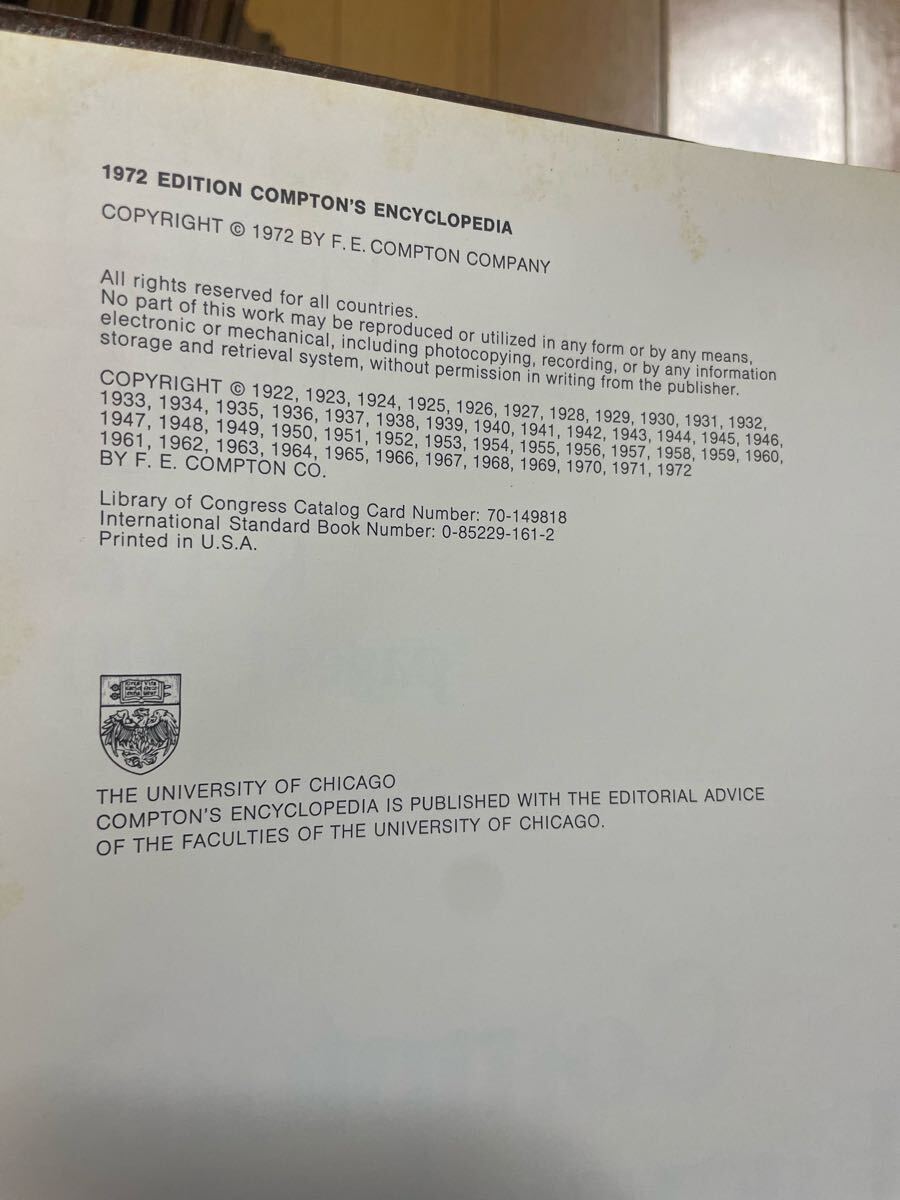 1972 EDITION COMPTON'S ENCYCLOPEDIA
COPYRIGHT © 1972 BY F. E. COMPTON COMPANY
All rights reserved for all countries.
No part of this work may be reproduced or utilized in any form or by any means,
electronic or mechanical, including photocopying, recording, or by any information
storage and retrieval system, without permission in writing from the publisher.
COPYRIGHT © 1922, 1923, 1924, 1925, 1926, 1927, 1928, 1929, 1930, 1931, 1932,
1933, 1934, 1935, 1936, 1937, 1938, 1939, 1940, 1941, 1942, 1943, 1944, 1945, 1946,
1947, 1948, 1949, 1950, 1951, 1952, 1953, 1954, 1955, 1956, 1957, 1958, 1959, 1960,
1961, 1962, 1963, 1964, 1965, 1966, 1967, 1968, 1969, 1970, 1971, 1972
BY F. E. COMPTON CO.
Library of Congress Catalog Card Number: 70-149818
International Standard Book Number: 0-85229-161-2
Printed in U.S.A.
THE UNIVERSITY OF CHICAGO
COMPTON'S ENCYCLOPEDIA IS PUBLISHED WITH THE EDITORIAL ADVICE
OF THE FACULTIES OF THE UNIVERSITY OF CHICAGO.